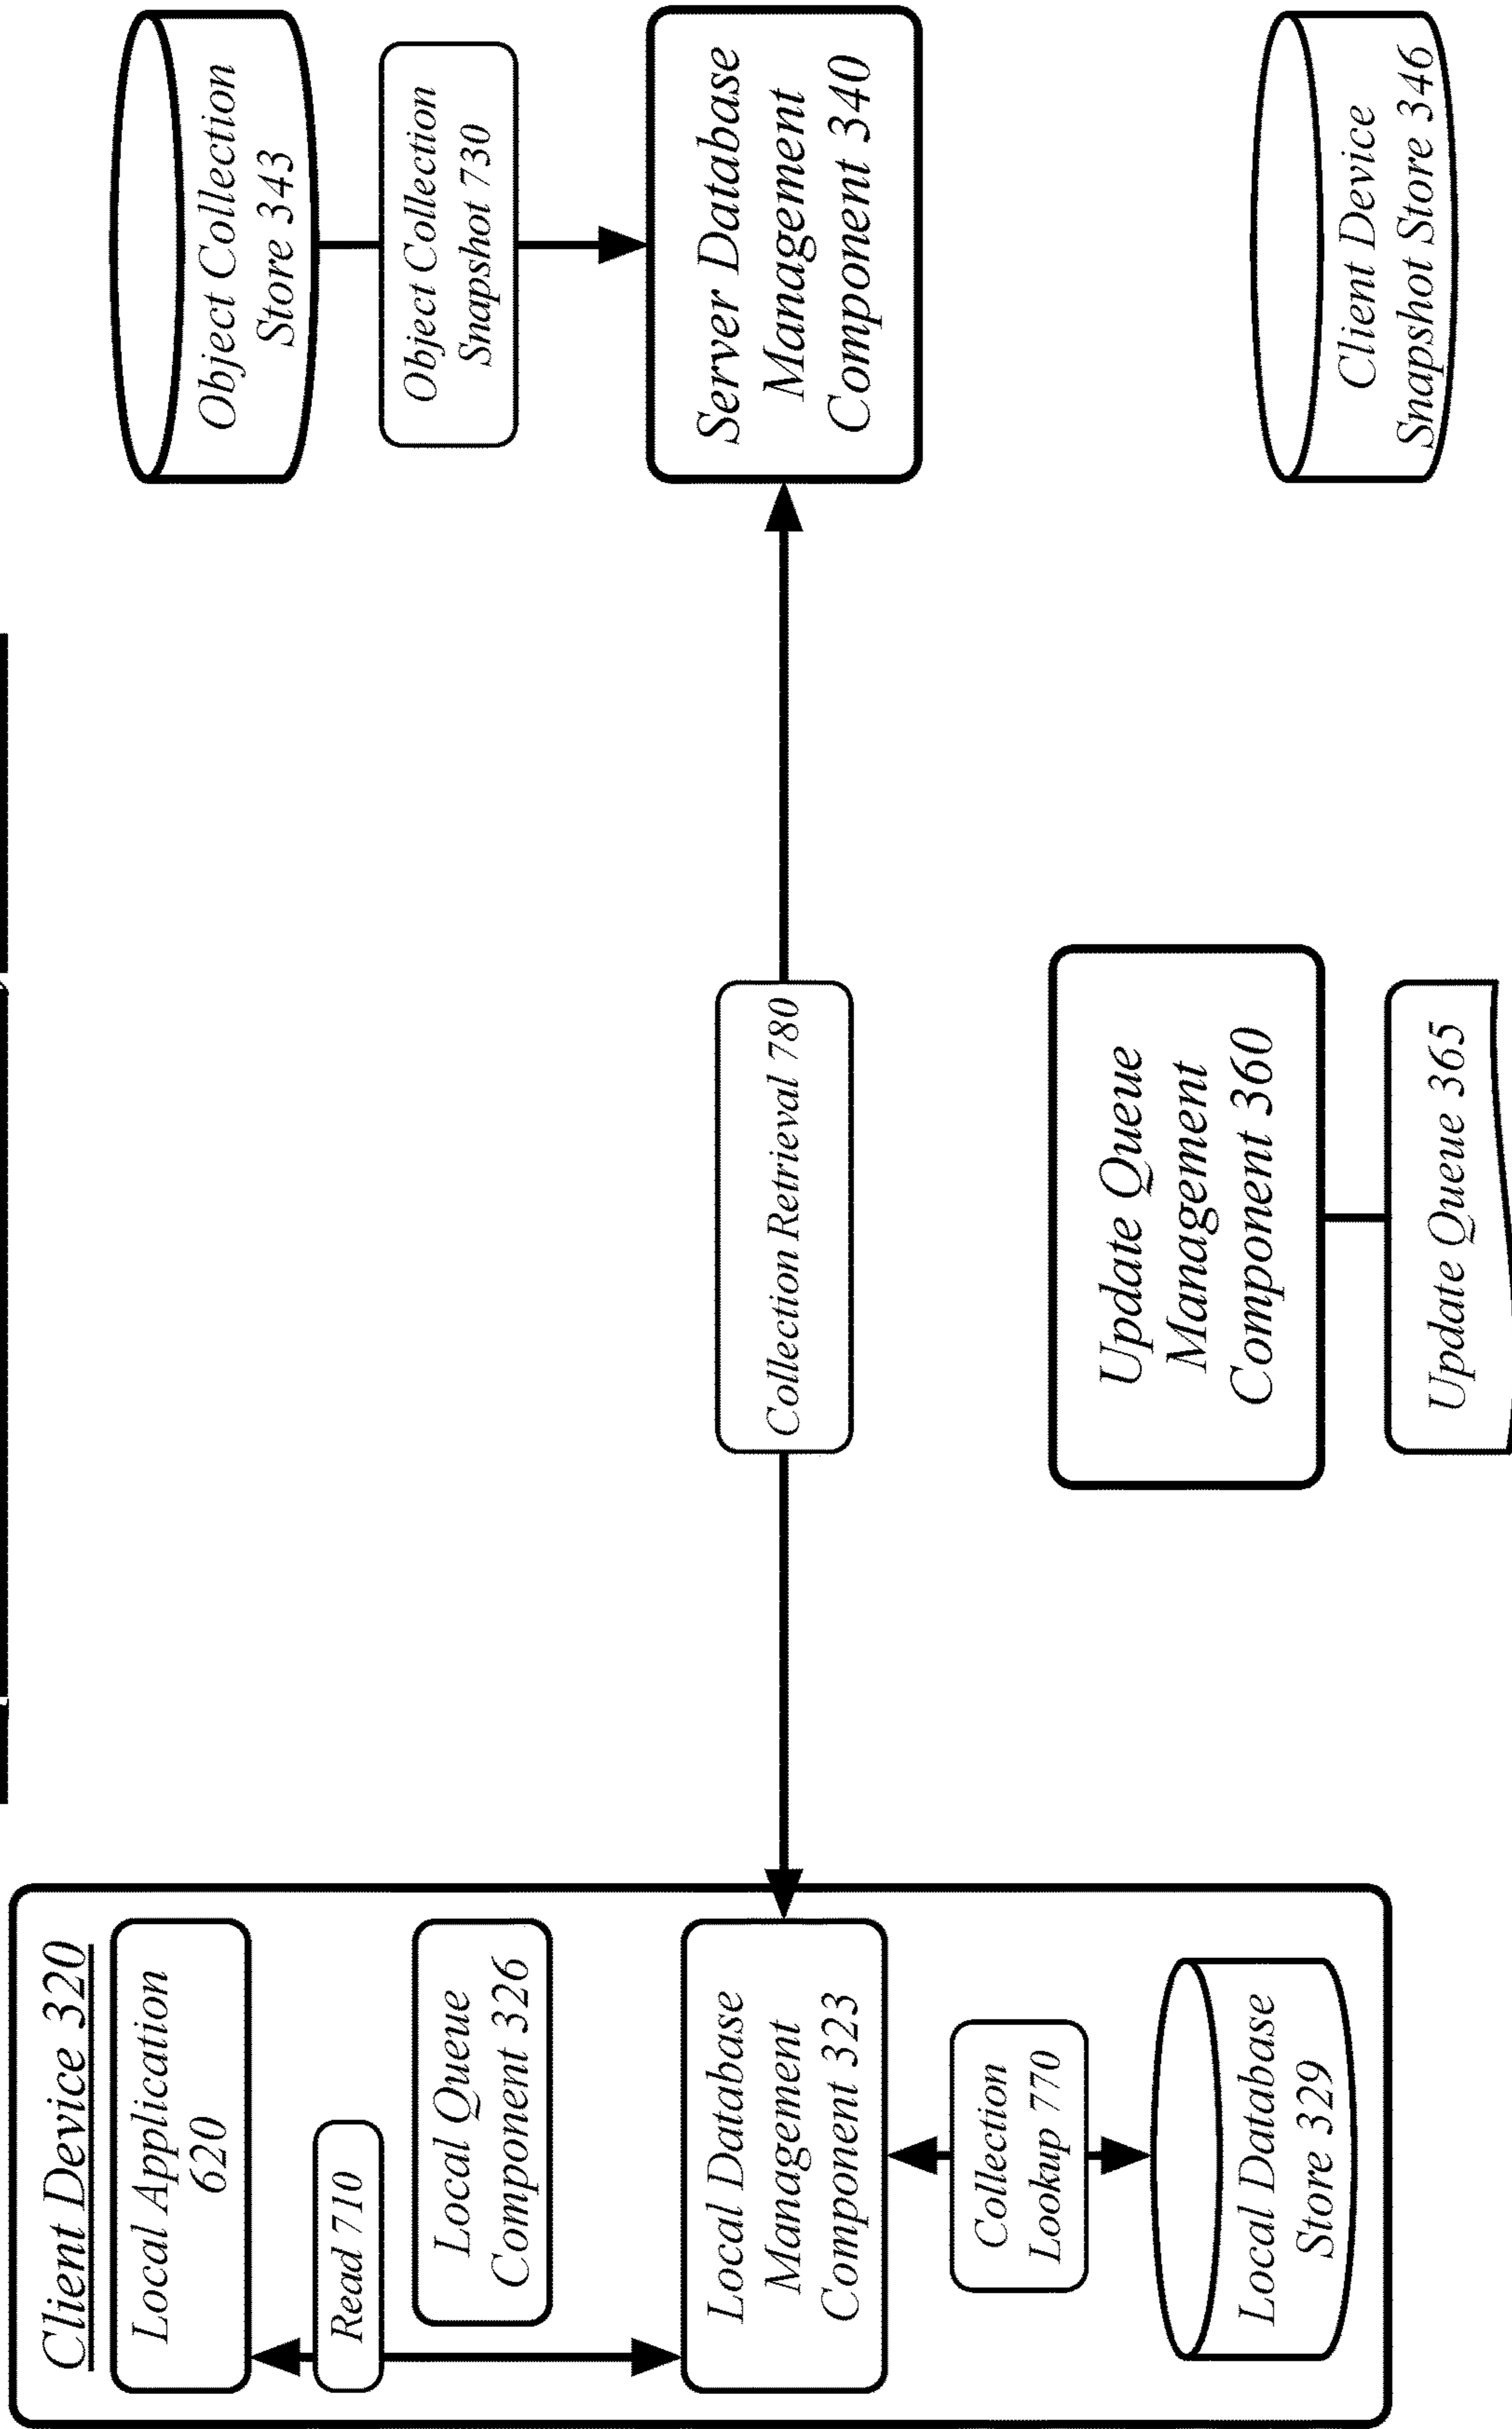 Client Device 320
Local Application
620
Read 710
Local Queue
Component 326
Local Database
Management
Component 323
Collection
Lookup 770
Local Database
Store 329
Collection Retrieval 780
Update Queue
Management
Component 360
Update Queue 365
Object Collection
Store 343
Object Collection
Snapshot 730
Server Database
Management
Component 340
Client Device
Snapshot Store 346